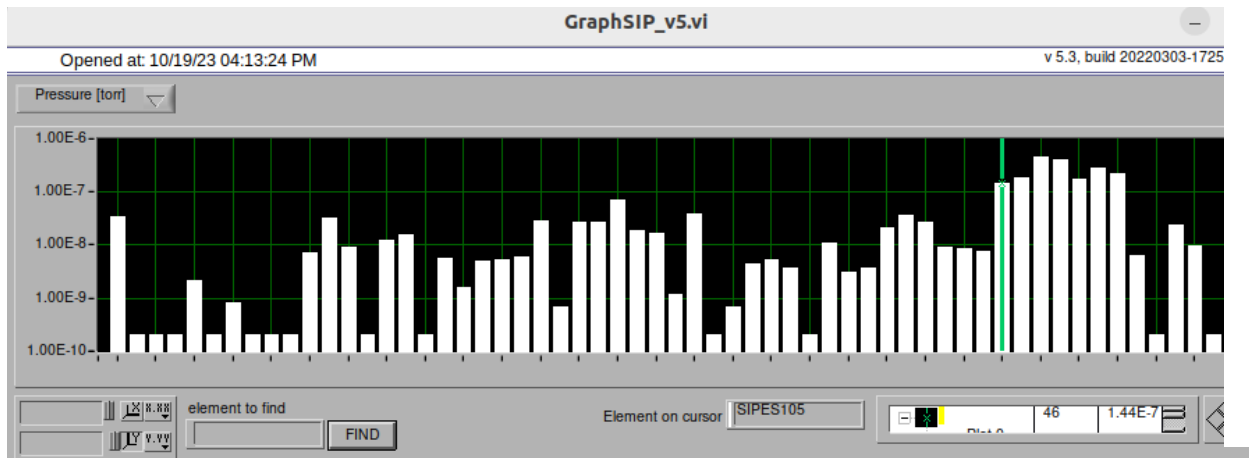 GraphSIP_v5.vi
Opened at: 10/19/23 04:13:24 PM
v 5.3, build 20220303-1725
Pressure [torr]
1.00E-6
1.00E-7
1.00E-8
1.00E-9
1.00E-10
X X.XX
element to find
Element on cursor
SIPES105
46
1.44E-7
Y Y.YY
FIND